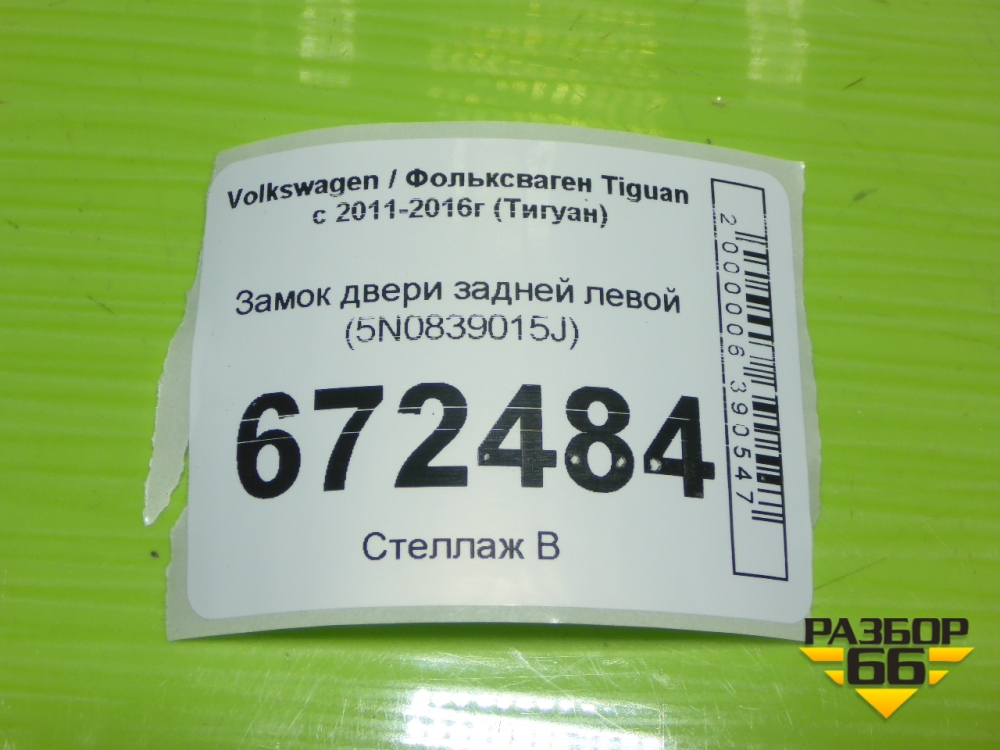 Volkswagen / Фольксваген Tiguan
с 2011-2016г (Тигуан)
Замок двери задней левой
(5N0839015J)
672484
Стеллаж В
2000006390547
РАЗБОР
66